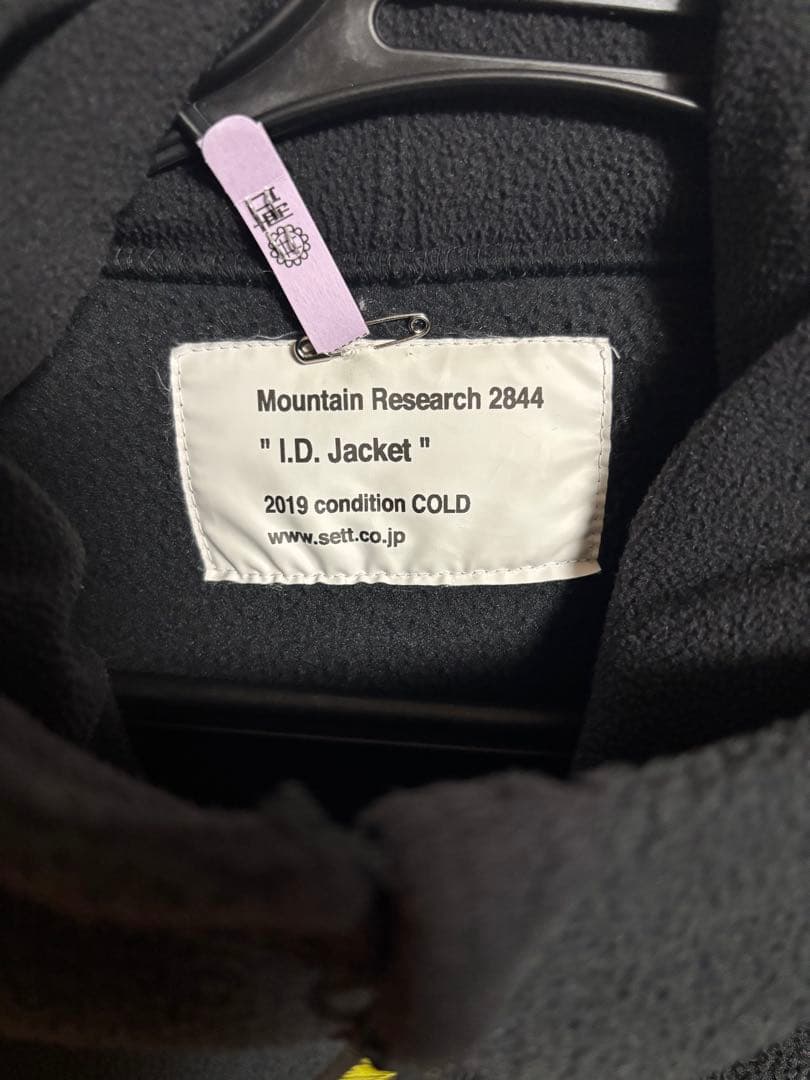 Mountain Research 2844
" I.D. Jacket "
2019 condition COLD
www.sett.co.jp